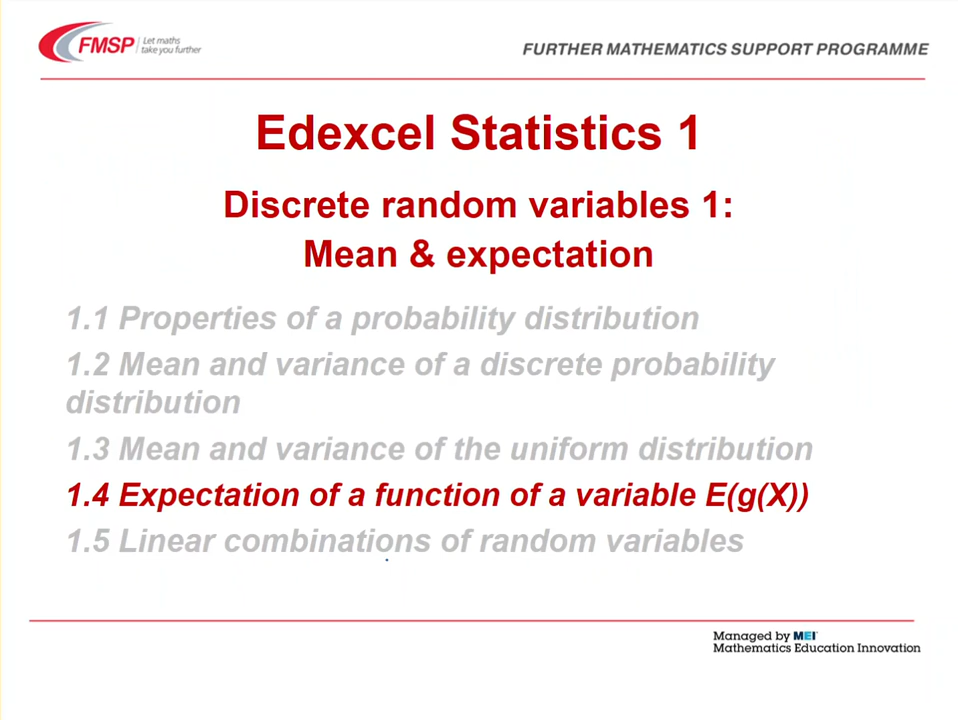 FMSP Let maths
take you further
FURTHER MATHEMATICS SUPPORT PROGRAMME
Edexcel Statistics 1
Discrete random variables 1:
Mean & expectation
1.1 Properties of a probability distribution
1.2 Mean and variance of a discrete probability
distribution
1.3 Mean and variance of the uniform distribution
1.4 Expectation of a function of a variable E(g(X))
1.5 Linear combinations of random variables
Managed by MEI
Mathematics Education Innovation